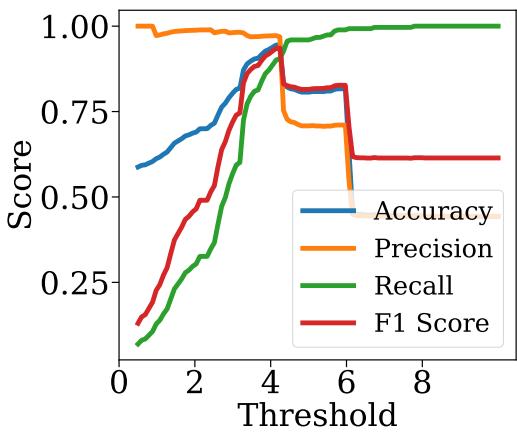 1.00
0.75
0.50
0.25
Score
0 2 4 6 8
Threshold
Accuracy
Precision
Recall
F1 Score